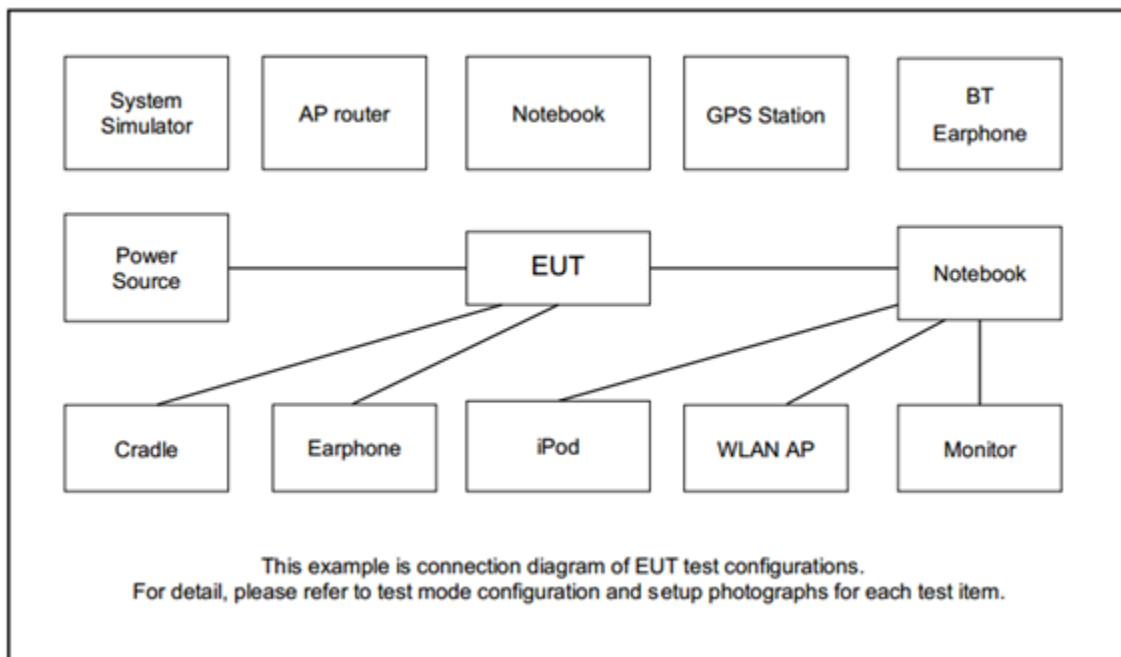 System
Simulator
AP router
Notebook
GPS Station
BT
Earphone
Power
Source
EUT
Notebook
Cradle
Earphone
iPod
WLAN AP
Monitor
This example is connection diagram of EUT test configurations.
For detail, please refer to test mode configuration and setup photographs for each test item.